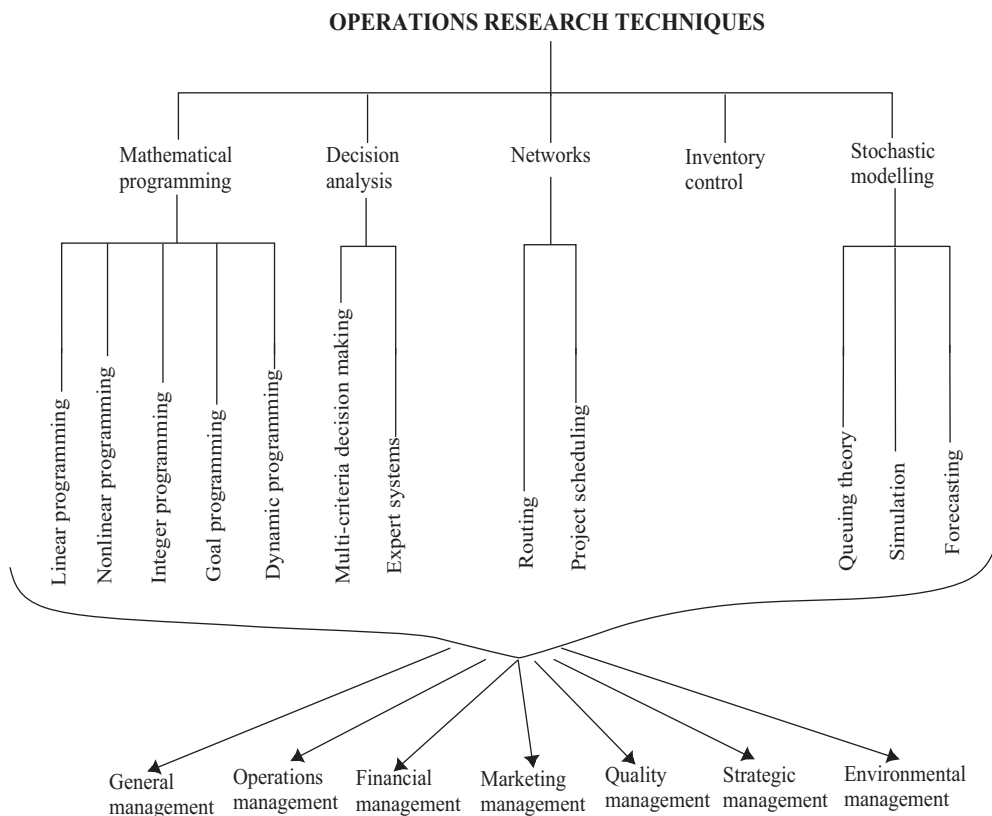 OPERATIONS RESEARCH TECHNIQUES
Mathematical
programming
Decision
analysis
Networks
Inventory
control
Stochastic
modelling
Linear programming
Nonlinear programming
Integer programming
Goal programming
Dynamic programming
Multi-criteria decision making
Expert systems
Routing
Project scheduling
Queuing theory
Simulation
Forecasting
General
management
Operations
management
Financial
management
Marketing
management
Quality
management
Strategic
management
Environmental
management